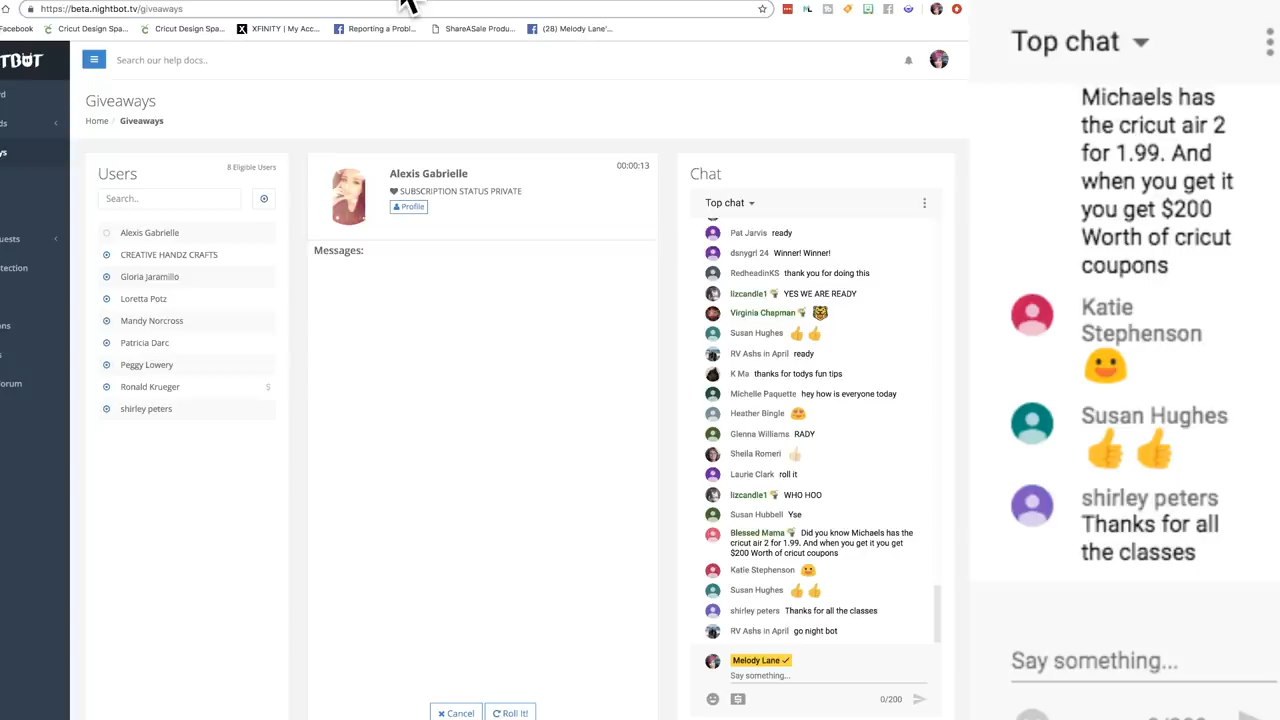 https://beta.nightbot.tv/giveaways
Facebook
Cricut Design Spa...
Cricut Design Spa...
XFINITY | My Acc...
Reporting a Probl...
ShareASale Produ...
(28) Melody Lane'...
Search our help docs..
Giveaways
Home / Giveaways
Users
8 Eligible Users
Search..
Alexis Gabrielle
CREATIVE HANDZ CRAFTS
Gloria Jaramillo
Loretta Potz
Mandy Norcross
Patricia Darc
Peggy Lowery
Ronald Krueger $
shirley peters
Alexis Gabrielle
00:00:13
SUBSCRIPTION STATUS PRIVATE
Profile
Messages:
Cancel
Roll It!
Chat
Top chat
Pat Jarvis ready
dsnygrl 24 Winner! Winner!
RedheadinKS thank you for doing this
lizcandle1 YES WE ARE READY
Virginia Chapman
Susan Hughes
RV Ashs in April ready
K Ma thanks for todys fun tips
Michelle Paquette hey how is everyone today
Heather Bingle
Glenna Williams RADY
Sheila Romeri
Laurie Clark roll it
lizcandle1 WHO HOO
Susan Hubbell Yse
Blessed Mama Did you know Michaels has the
cricut air 2 for 1.99. And when you get it you get
$200 Worth of cricut coupons
Katie Stephenson
Susan Hughes
shirley peters Thanks for all the classes
RV Ashs in April go night bot
Melody Lane
Say something...
0/200
Top chat
Michaels has
the cricut air 2
for 1.99. And
when you get it
you get $200
Worth of cricut
coupons
Katie
Stephenson
Susan Hughes
shirley peters
Thanks for all
the classes
Say something...